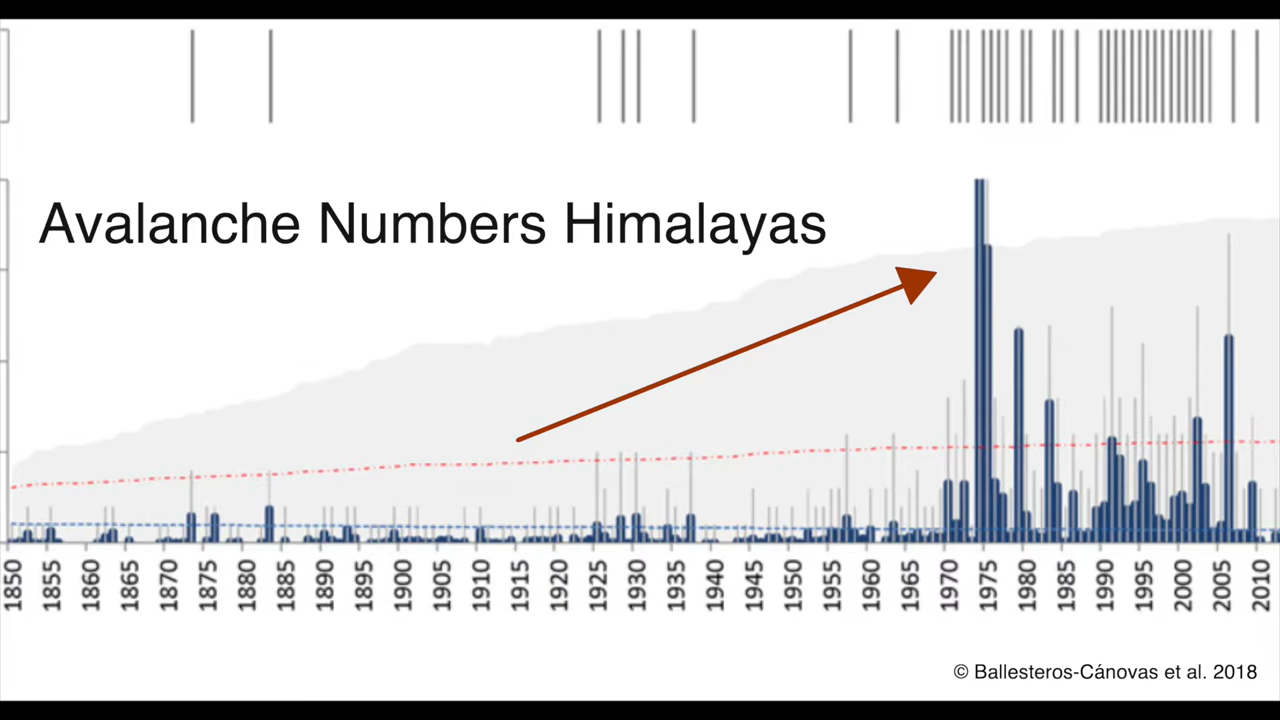 Avalanche Numbers Himalayas
1850 1855 1860 1865 1870 1875 1880 1885 1890 1895 1900 1905 1910 1915 1920 1925 1930 1935 1940 1945 1950 1955 1960 1965 1970 1975 1980 1985 1990 1995 2000 2005 2010
© Ballesteros-Cánovas et al. 2018